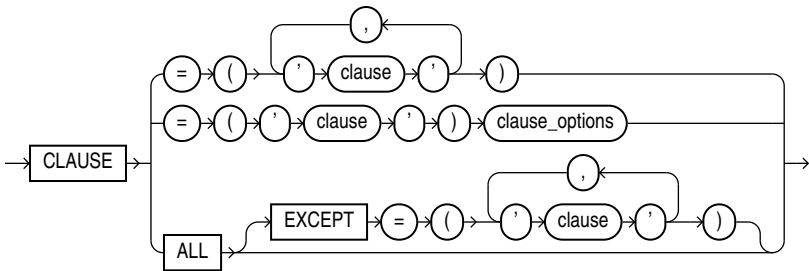 ,
= ( ' clause ' )
= ( ' clause ' ) clause_options
CLAUSE
,
EXCEPT = ( ' clause ' )
ALL